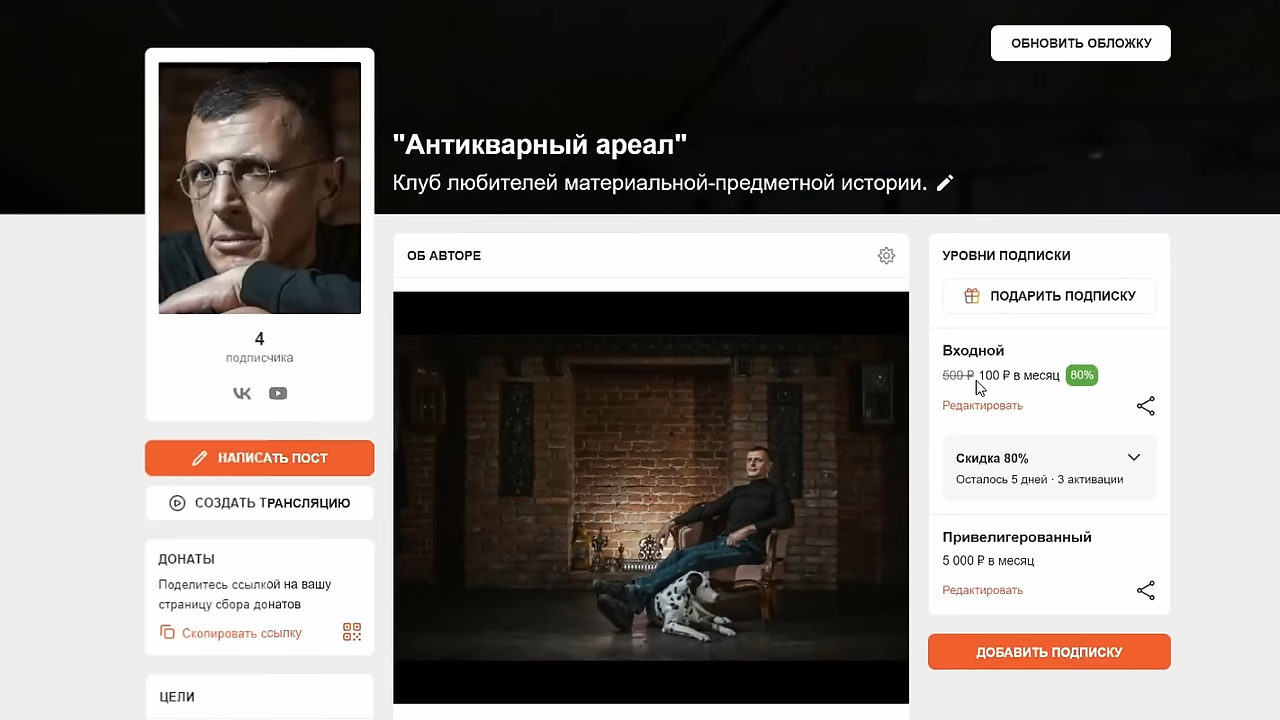 ОБНОВИТЬ ОБЛОЖКУ
"Антикварный ареал"
Клуб любителей материальной-предметной истории.
4
подписчика
НАПИСАТЬ ПОСТ
СОЗДАТЬ ТРАНСЛЯЦИЮ
ДОНАТЫ
Поделитесь ссылкой на вашу
страницу сбора донатов
Скопировать ссылку
ЦЕЛИ
ОБ АВТОРЕ
УРОВНИ ПОДПИСКИ
ПОДАРИТЬ ПОДПИСКУ
Входной
500 ₽ 100 ₽ в месяц 80%
Редактировать
Скидка 80%
Осталось 5 дней · 3 активации
Привелигерованный
5 000 ₽ в месяц
Редактировать
ДОБАВИТЬ ПОДПИСКУ